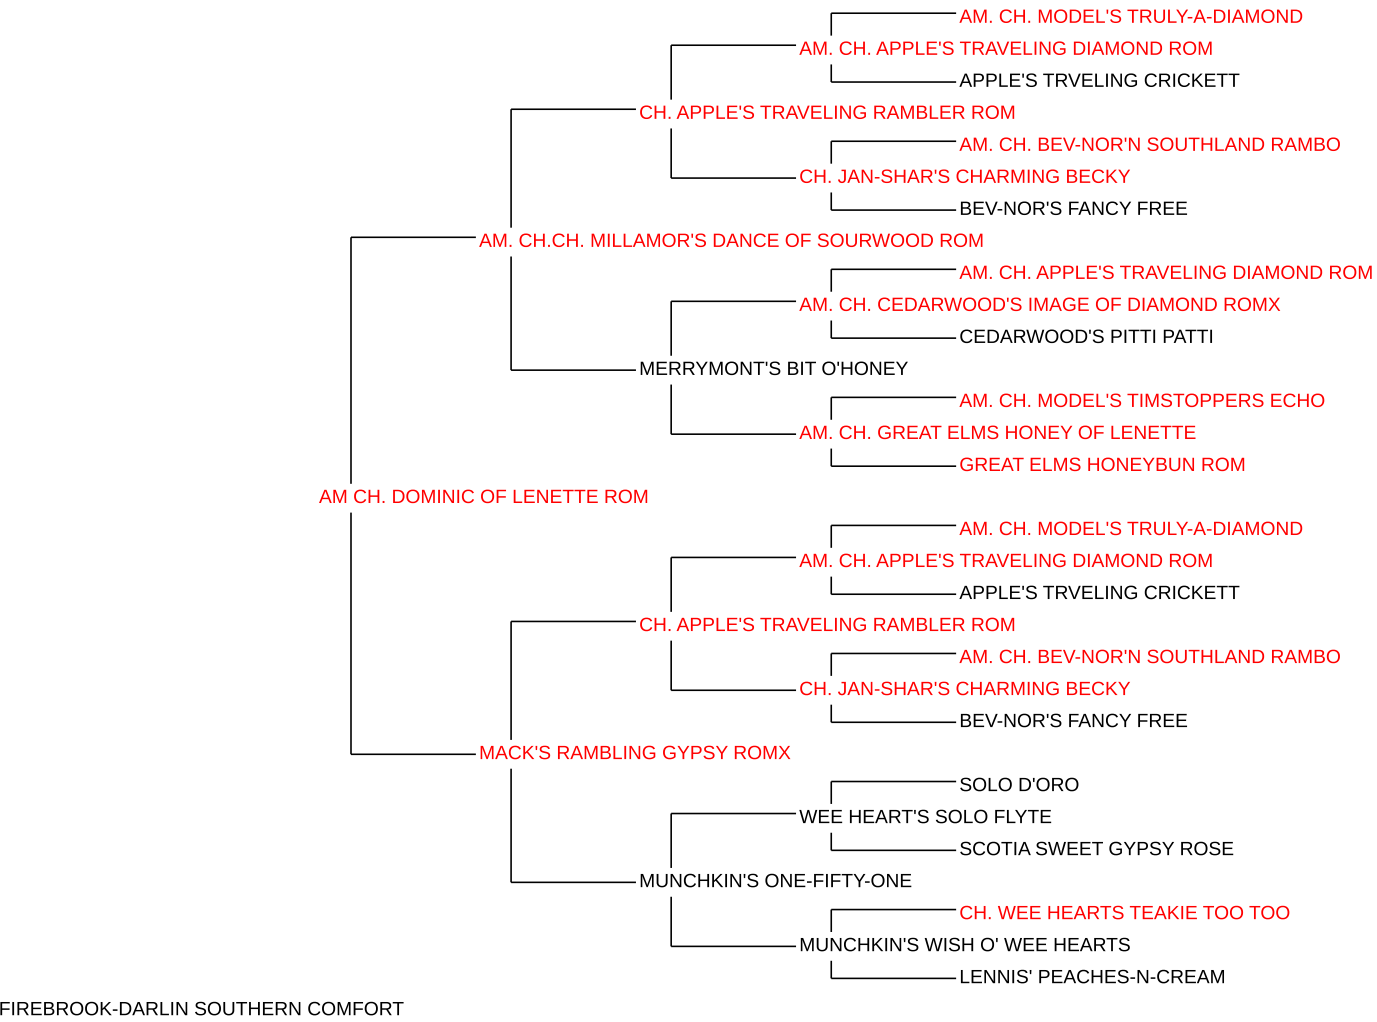 AM. CH. MODEL'S TRULY-A-DIAMOND
AM. CH. APPLE'S TRAVELING DIAMOND ROM
APPLE'S TRVELING CRICKETT
CH. APPLE'S TRAVELING RAMBLER ROM
AM. CH. BEV-NOR'N SOUTHLAND RAMBO
CH. JAN-SHAR'S CHARMING BECKY
BEV-NOR'S FANCY FREE
AM. CH.CH. MILLAMOR'S DANCE OF SOURWOOD ROM
AM. CH. APPLE'S TRAVELING DIAMOND ROM
AM. CH. CEDARWOOD'S IMAGE OF DIAMOND ROMX
CEDARWOOD'S PITTI PATTI
MERRYMONT'S BIT O'HONEY
AM. CH. MODEL'S TIMSTOPPERS ECHO
AM. CH. GREAT ELMS HONEY OF LENETTE
GREAT ELMS HONEYBUN ROM
AM CH. DOMINIC OF LENETTE ROM
AM. CH. MODEL'S TRULY-A-DIAMOND
AM. CH. APPLE'S TRAVELING DIAMOND ROM
APPLE'S TRVELING CRICKETT
CH. APPLE'S TRAVELING RAMBLER ROM
AM. CH. BEV-NOR'N SOUTHLAND RAMBO
CH. JAN-SHAR'S CHARMING BECKY
BEV-NOR'S FANCY FREE
MACK'S RAMBLING GYPSY ROMX
SOLO D'ORO
WEE HEART'S SOLO FLYTE
SCOTIA SWEET GYPSY ROSE
MUNCHKIN'S ONE-FIFTY-ONE
CH. WEE HEARTS TEAKIE TOO TOO
MUNCHKIN'S WISH O' WEE HEARTS
LENNIS' PEACHES-N-CREAM
FIREBROOK-DARLIN SOUTHERN COMFORT